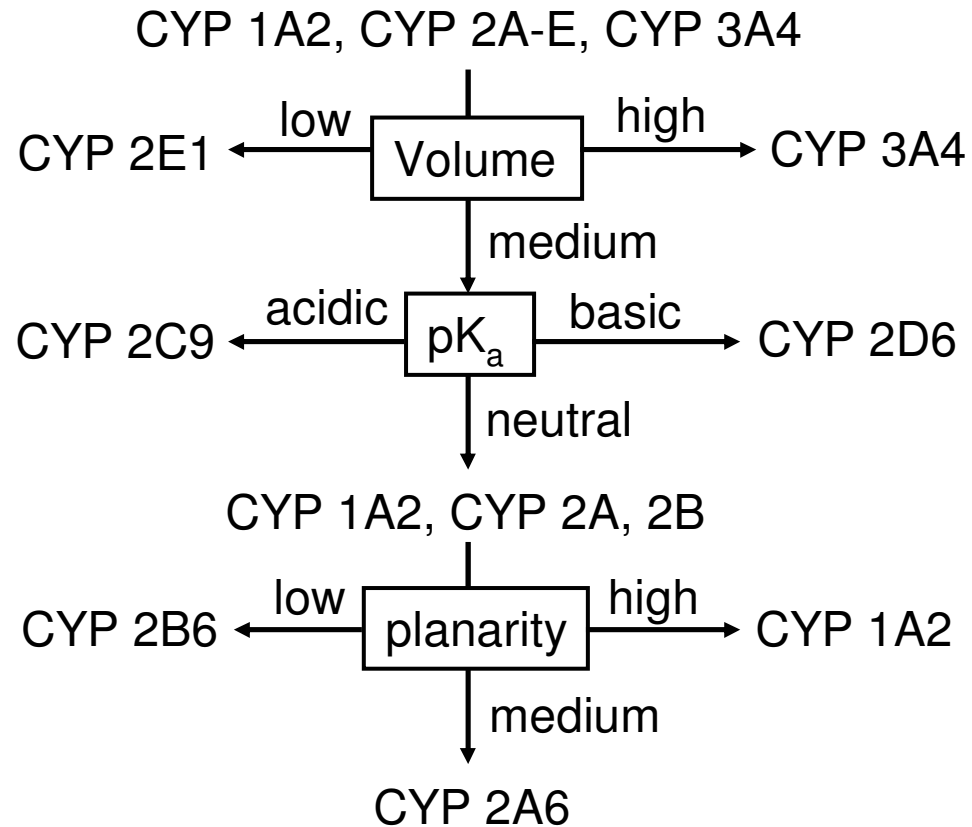 CYP 1A2, CYP 2A-E, CYP 3A4
low
high
CYP 2E1
Volume
CYP 3A4
medium
acidic
basic
CYP 2C9
pKa
CYP 2D6
neutral
CYP 1A2, CYP 2A, 2B
low
high
CYP 2B6
planarity
CYP 1A2
medium
CYP 2A6